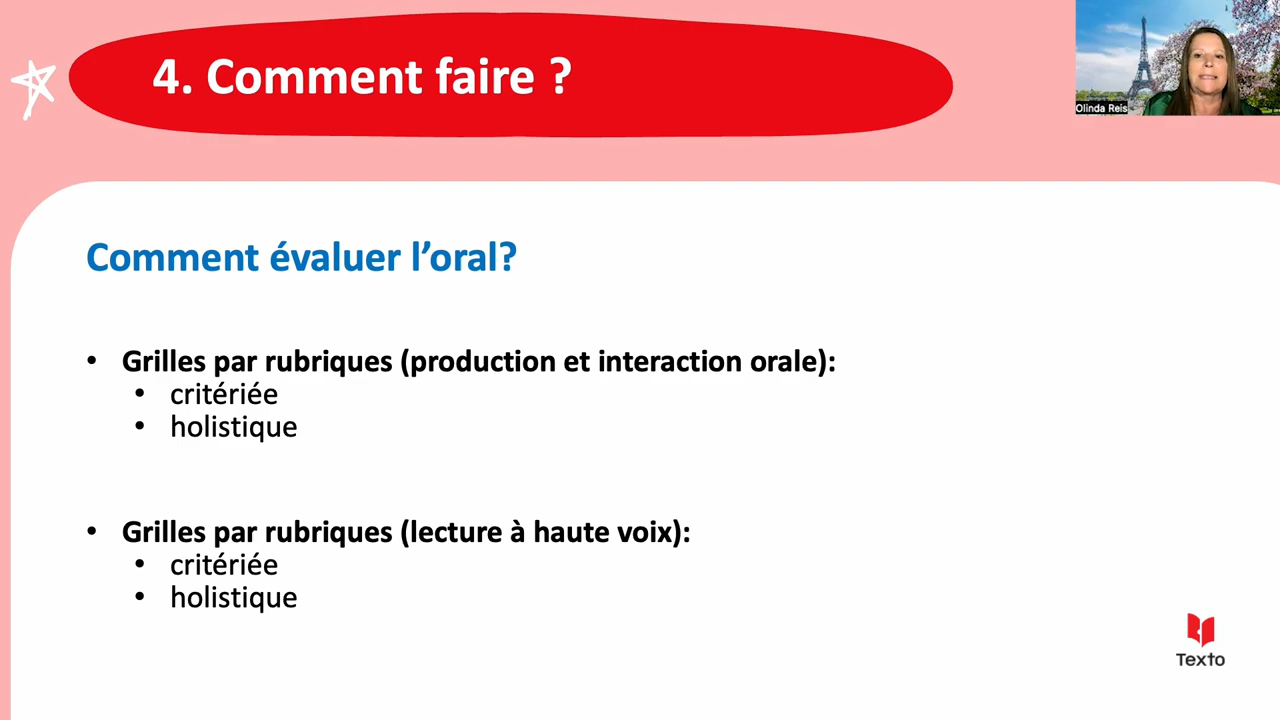 4. Comment faire ?
Olinda Reis
Comment évaluer l’oral?
• Grilles par rubriques (production et interaction orale):
• critériée
• holistique
• Grilles par rubriques (lecture à haute voix):
• critériée
• holistique
Texto